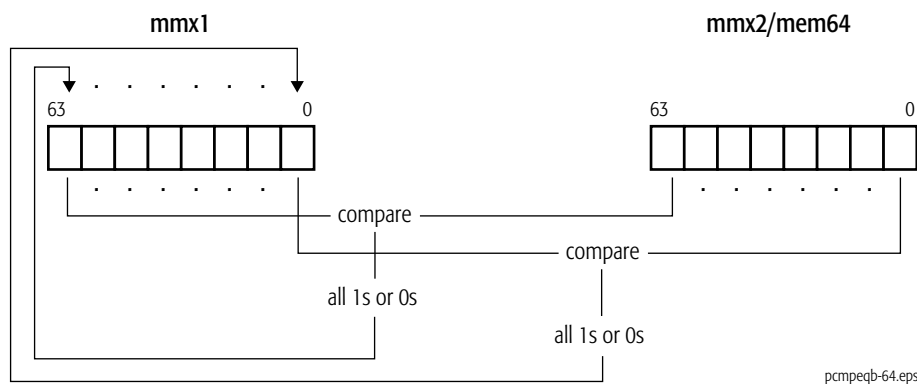 mmx1 mmx2/mem64
. . . . . .
63 0 63 0
. . . . . . . . . . . .
compare
compare
all 1s or 0s
all 1s or 0s
pcmpeqb-64.eps